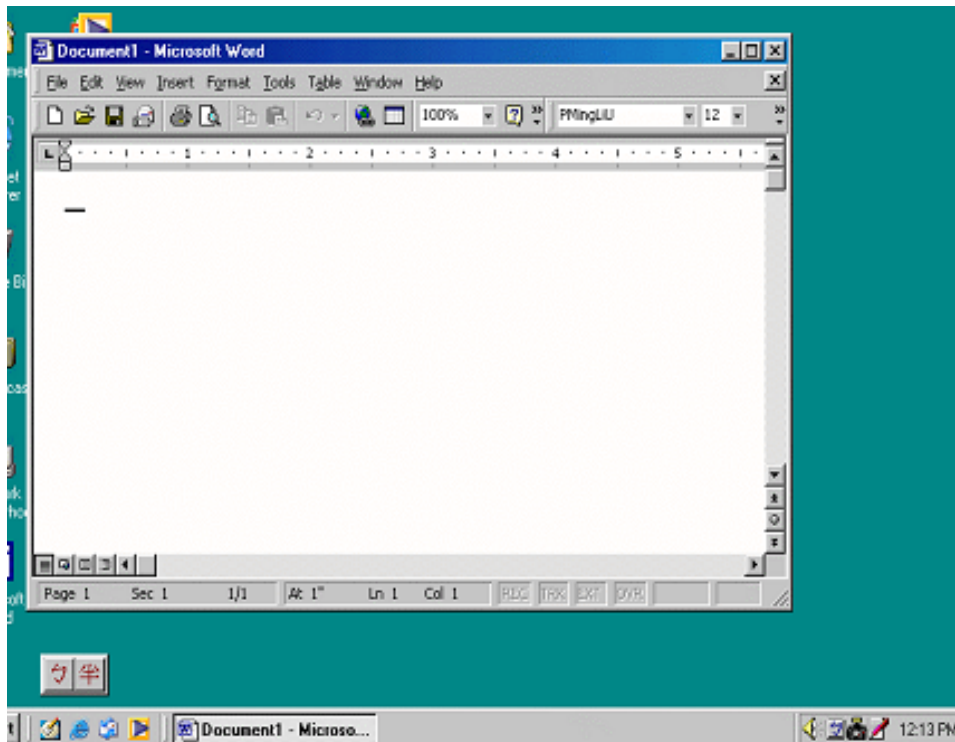 Document1 - Microsoft Word
File Edit View Insert Format Tools Table Window Help
100% PMingLiU 12
1 2 3 4 5
Page 1 Sec 1 1/1 At 1" Ln 1 Col 1 REC TRK EXT OVR
ㄅ 半
Document1 - Microso... 12:13 PM